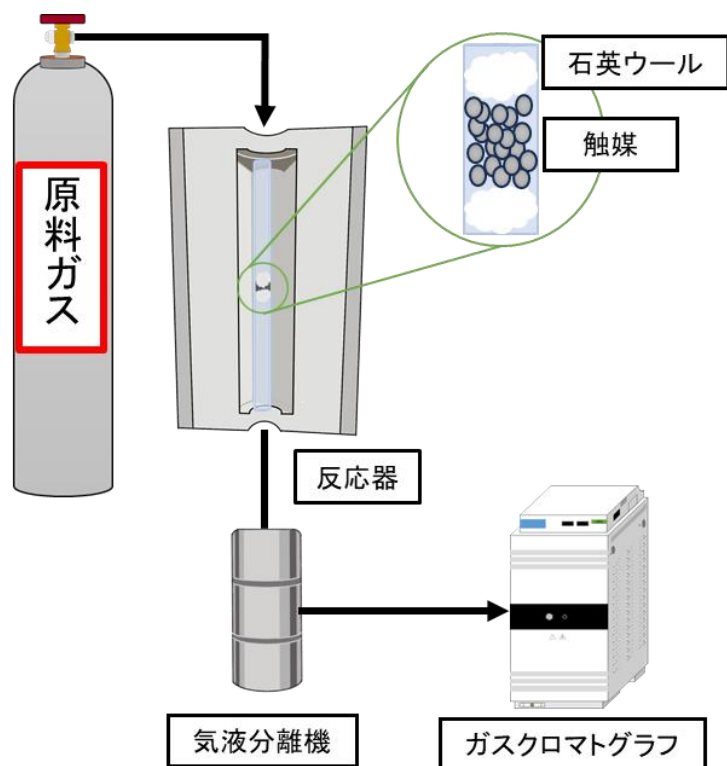 石英ウール
触媒
原料ガス
反応器
気液分離機
ガスクロマトグラフ